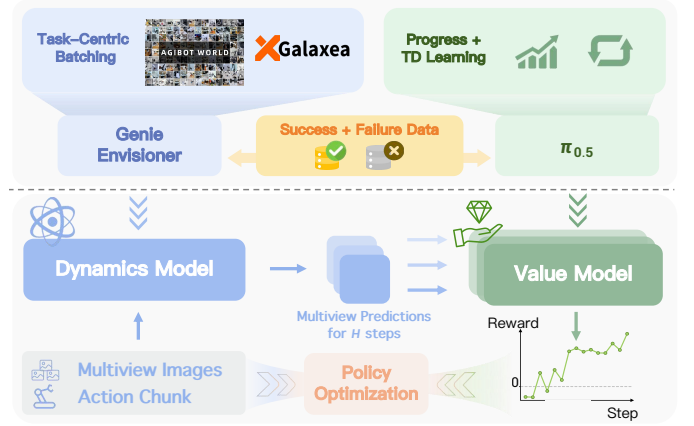 Task-Centric
Batching
AGIBOT WORLD
Galaxea
Progress +
TD Learning
Genie
Envisioner
Success + Failure Data
π0.5
Dynamics Model
Multiview Predictions
for H steps
Value Model
Multiview Images
Action Chunk
Policy
Optimization
Reward
0
Step